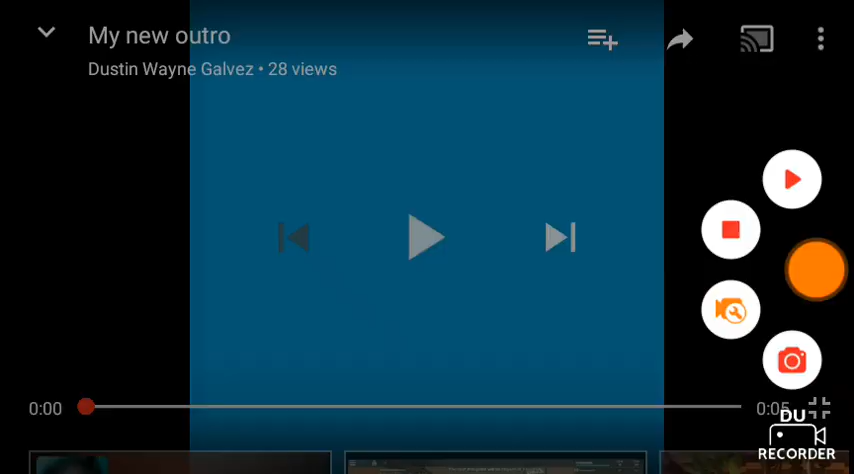 My new outro
Dustin Wayne Galvez • 28 views
0:00
0:05
DU
RECORDER